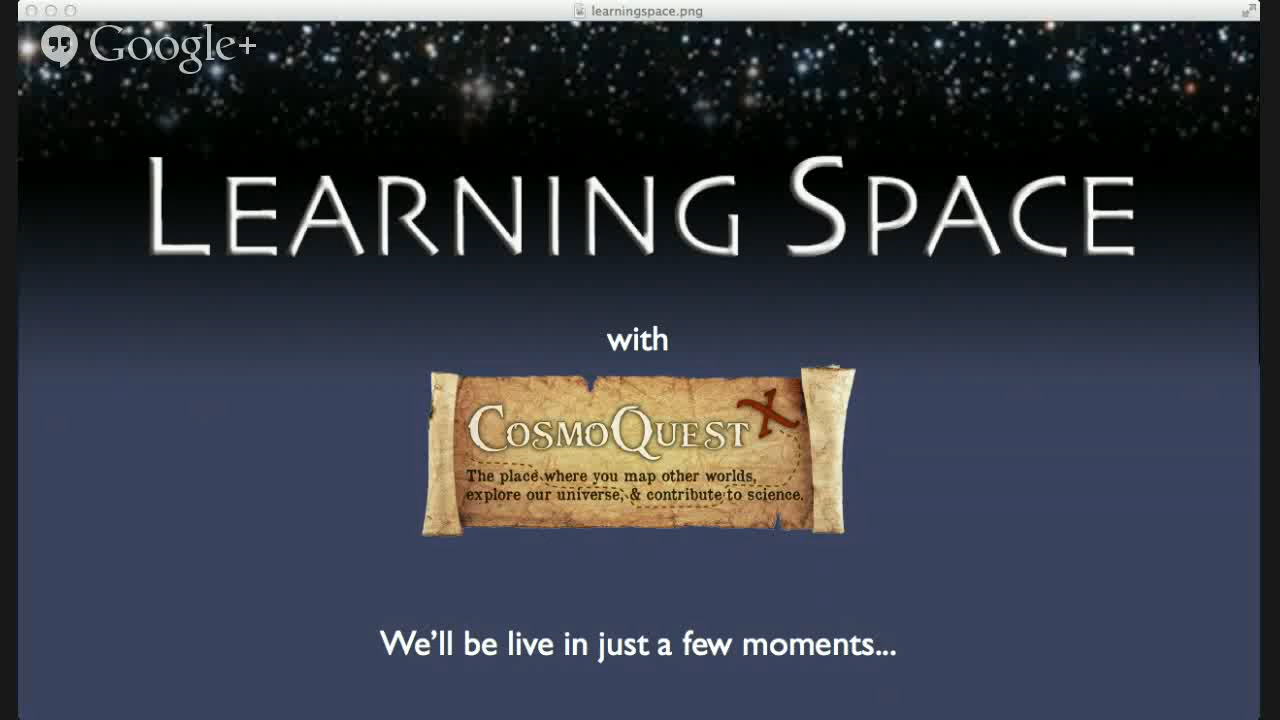 learningspace.png
Google+
LEARNING SPACE
with
COSMOQUEST
The place where you map other worlds,
explore our universe, & contribute to science.
We'll be live in just a few moments...